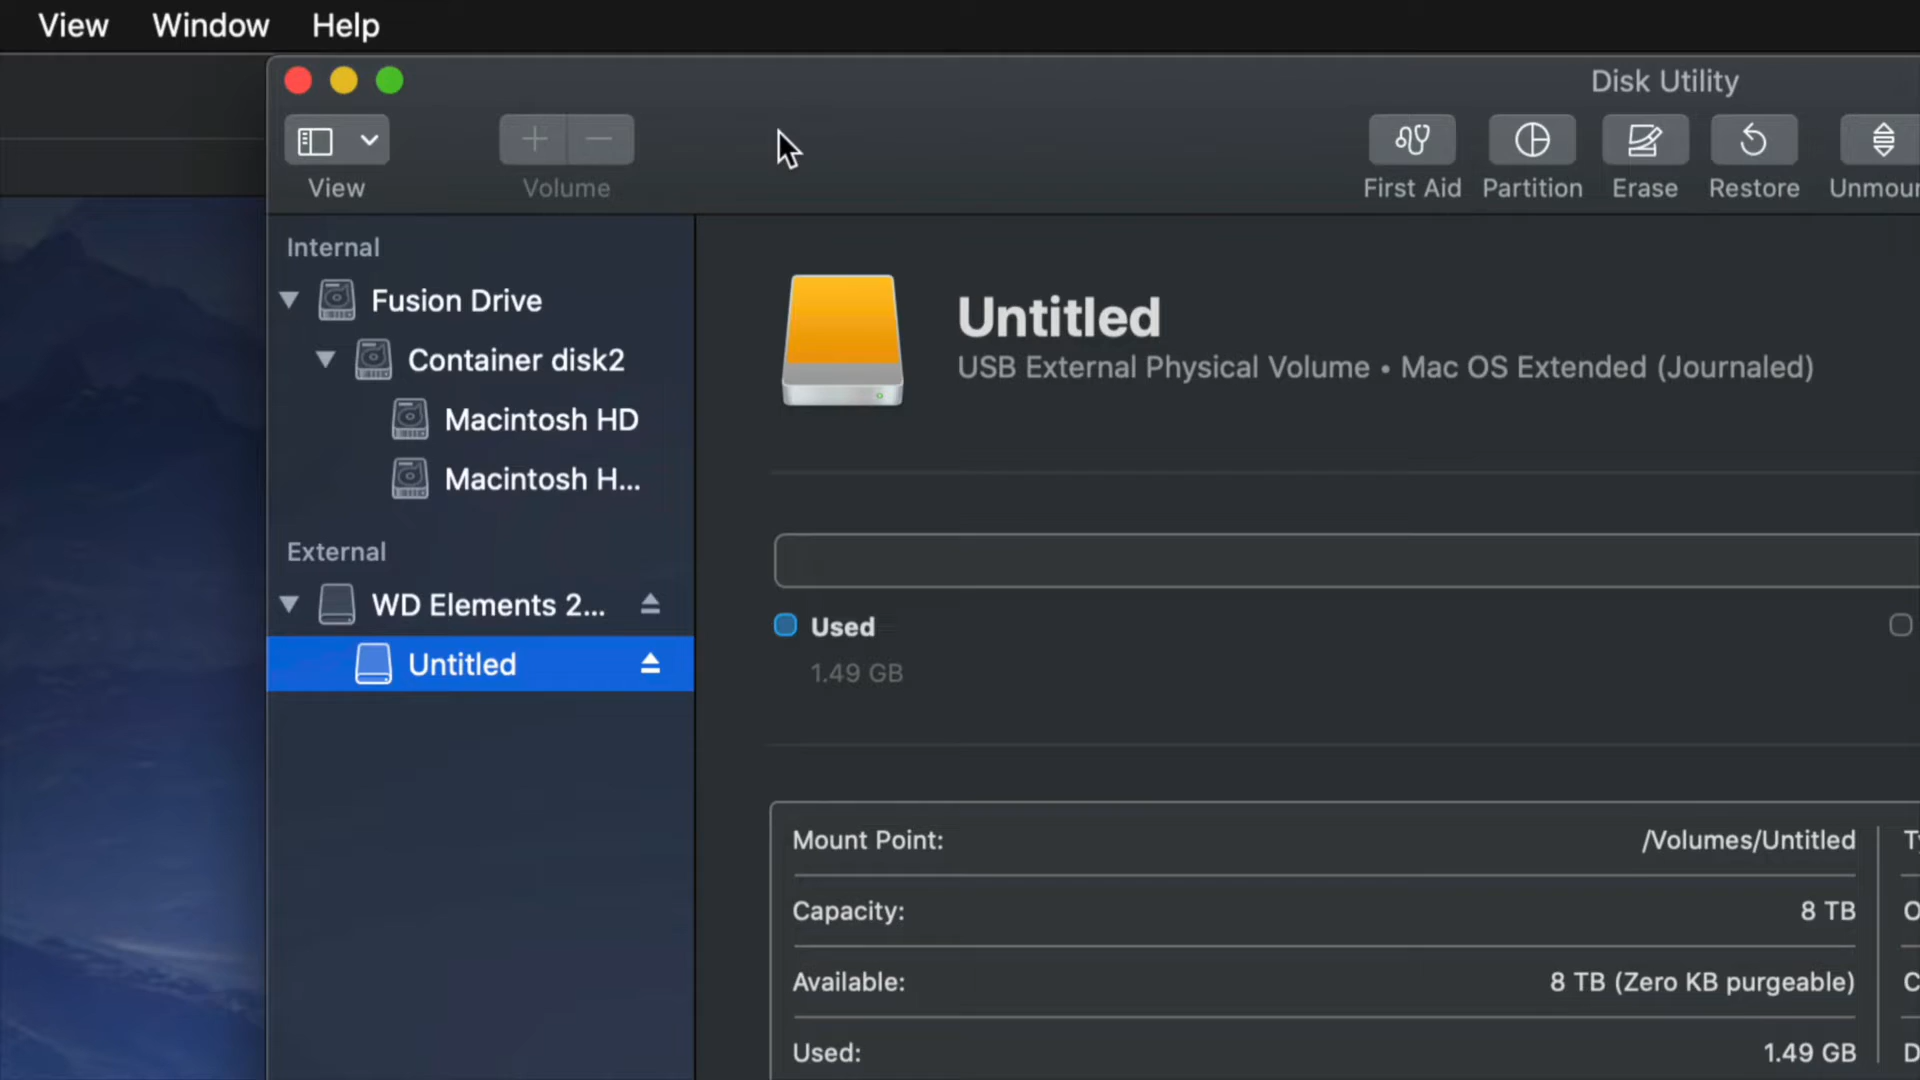 View Window Help
Disk Utility
View
Volume
First Aid
Partition
Erase
Restore
Internal
Fusion Drive
Container disk2
Macintosh HD
Macintosh H...
External
WD Elements 2...
Untitled
Untitled
USB External Physical Volume • Mac OS Extended (Journaled)
Used
1.49 GB
Mount Point: /Volumes/Untitled
Capacity: 8 TB
Available: 8 TB (Zero KB purgeable)
Used: 1.49 GB